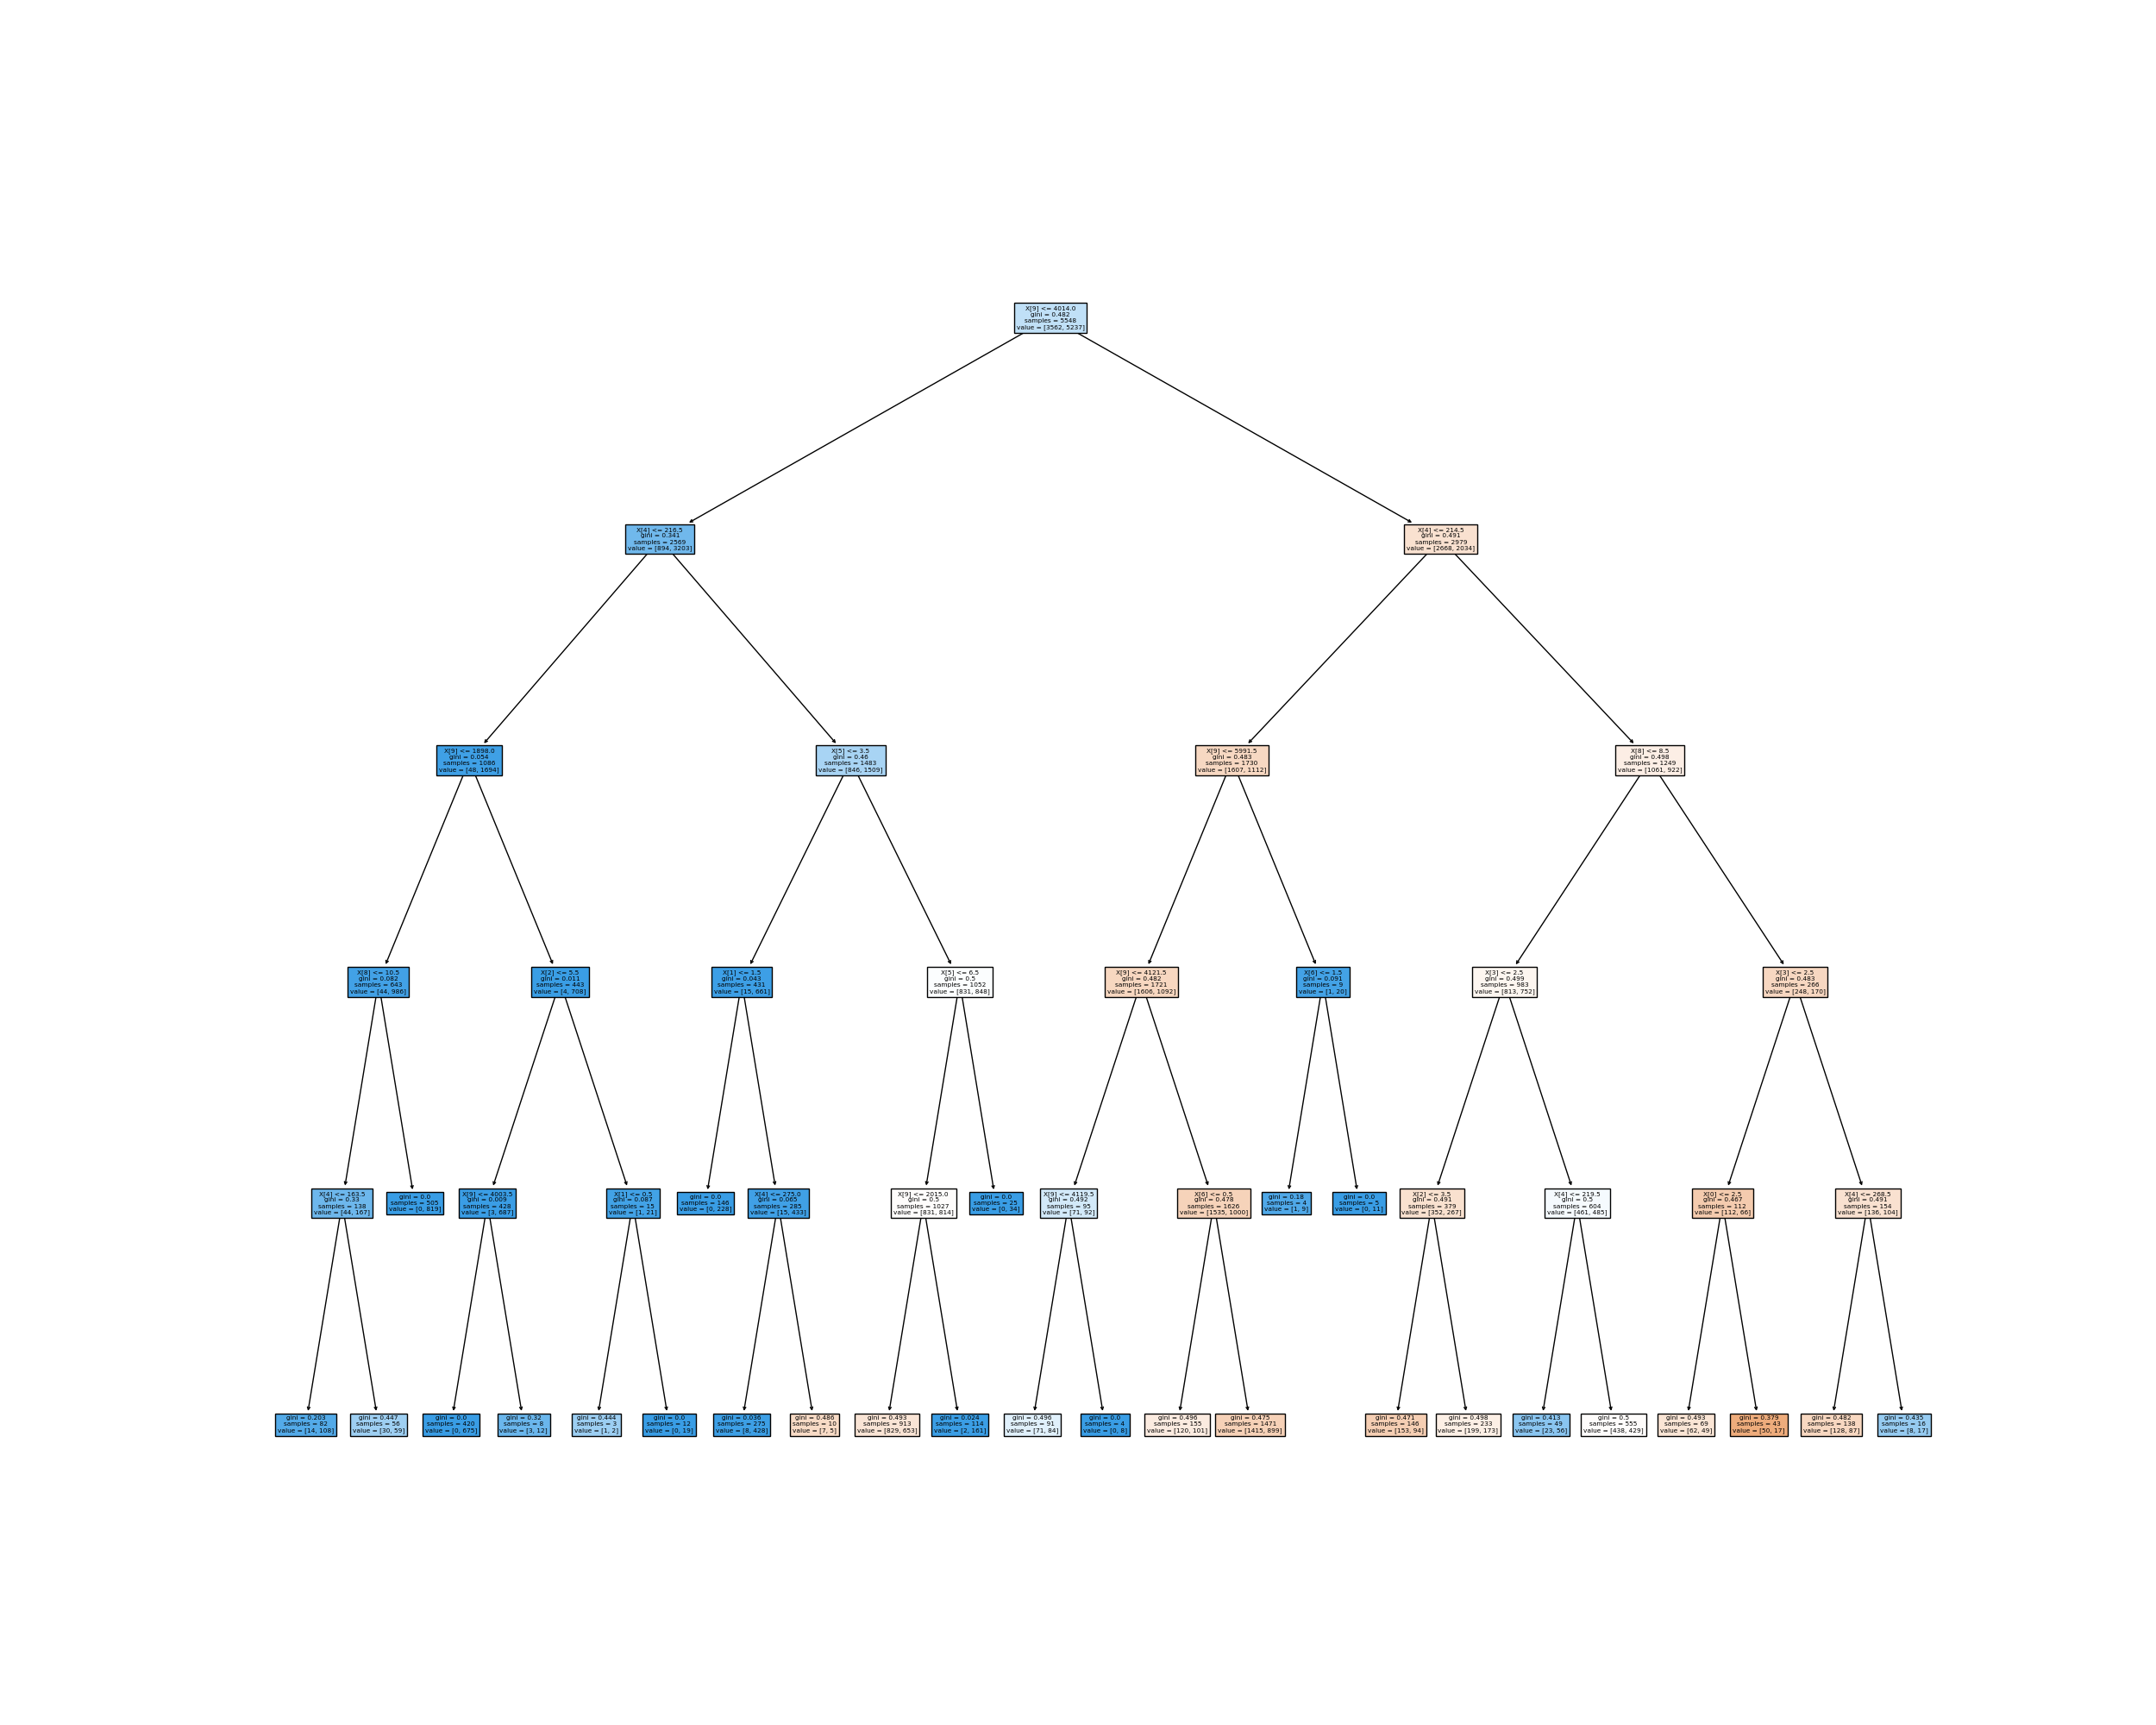 X[9] <= 4014.0
gini = 0.482
samples = 5548
value = [3562, 5237]
X[4] <= 216.5
gini = 0.341
samples = 2569
value = [894, 3203]
X[4] <= 214.5
gini = 0.491
samples = 2979
value = [2668, 2034]
X[9] <= 1898.0
gini = 0.054
samples = 1086
value = [48, 1694]
X[5] <= 3.5
gini = 0.46
samples = 1483
value = [846, 1509]
X[9] <= 5991.5
gini = 0.483
samples = 1730
value = [1607, 1112]
X[8] <= 8.5
gini = 0.498
samples = 1249
value = [1061, 922]
X[8] <= 10.5
gini = 0.082
samples = 643
value = [44, 986]
X[2] <= 5.5
gini = 0.011
samples = 443
value = [4, 708]
X[1] <= 1.5
gini = 0.043
samples = 431
value = [15, 661]
X[5] <= 6.5
gini = 0.5
samples = 1052
value = [831, 848]
X[9] <= 4121.5
gini = 0.482
samples = 1721
value = [1606, 1092]
X[6] <= 1.5
gini = 0.091
samples = 9
value = [1, 20]
X[3] <= 2.5
gini = 0.499
samples = 983
value = [813, 752]
X[3] <= 2.5
gini = 0.483
samples = 266
value = [248, 170]
X[4] <= 163.5
gini = 0.33
samples = 138
value = [44, 167]
gini = 0.0
samples = 505
value = [0, 819]
X[9] <= 4003.5
gini = 0.009
samples = 428
value = [3, 687]
X[1] <= 0.5
gini = 0.087
samples = 15
value = [1, 21]
gini = 0.0
samples = 146
value = [0, 228]
X[4] <= 275.0
gini = 0.065
samples = 285
value = [15, 433]
X[9] <= 2015.0
gini = 0.5
samples = 1027
value = [831, 814]
gini = 0.0
samples = 25
value = [0, 34]
X[9] <= 4119.5
gini = 0.492
samples = 95
value = [71, 92]
X[6] <= 0.5
gini = 0.478
samples = 1626
value = [1535, 1000]
gini = 0.18
samples = 4
value = [1, 9]
gini = 0.0
samples = 5
value = [0, 11]
X[2] <= 3.5
gini = 0.491
samples = 379
value = [352, 267]
X[4] <= 219.5
gini = 0.5
samples = 604
value = [461, 485]
X[0] <= 2.5
gini = 0.467
samples = 112
value = [112, 66]
X[4] <= 268.5
gini = 0.491
samples = 154
value = [136, 104]
gini = 0.203
samples = 82
value = [14, 108]
gini = 0.447
samples = 56
value = [30, 59]
gini = 0.0
samples = 420
value = [0, 675]
gini = 0.32
samples = 8
value = [3, 12]
gini = 0.444
samples = 3
value = [1, 2]
gini = 0.0
samples = 12
value = [0, 19]
gini = 0.036
samples = 275
value = [8, 428]
gini = 0.486
samples = 10
value = [7, 5]
gini = 0.493
samples = 913
value = [829, 653]
gini = 0.024
samples = 114
value = [2, 161]
gini = 0.496
samples = 91
value = [71, 84]
gini = 0.0
samples = 4
value = [0, 8]
gini = 0.496
samples = 155
value = [120, 101]
gini = 0.475
samples = 1471
value = [1415, 899]
gini = 0.471
samples = 146
value = [153, 94]
gini = 0.498
samples = 233
value = [199, 173]
gini = 0.413
samples = 49
value = [23, 56]
gini = 0.5
samples = 555
value = [438, 429]
gini = 0.493
samples = 69
value = [62, 49]
gini = 0.379
samples = 43
value = [50, 17]
gini = 0.482
samples = 138
value = [128, 87]
gini = 0.435
samples = 16
value = [8, 17]